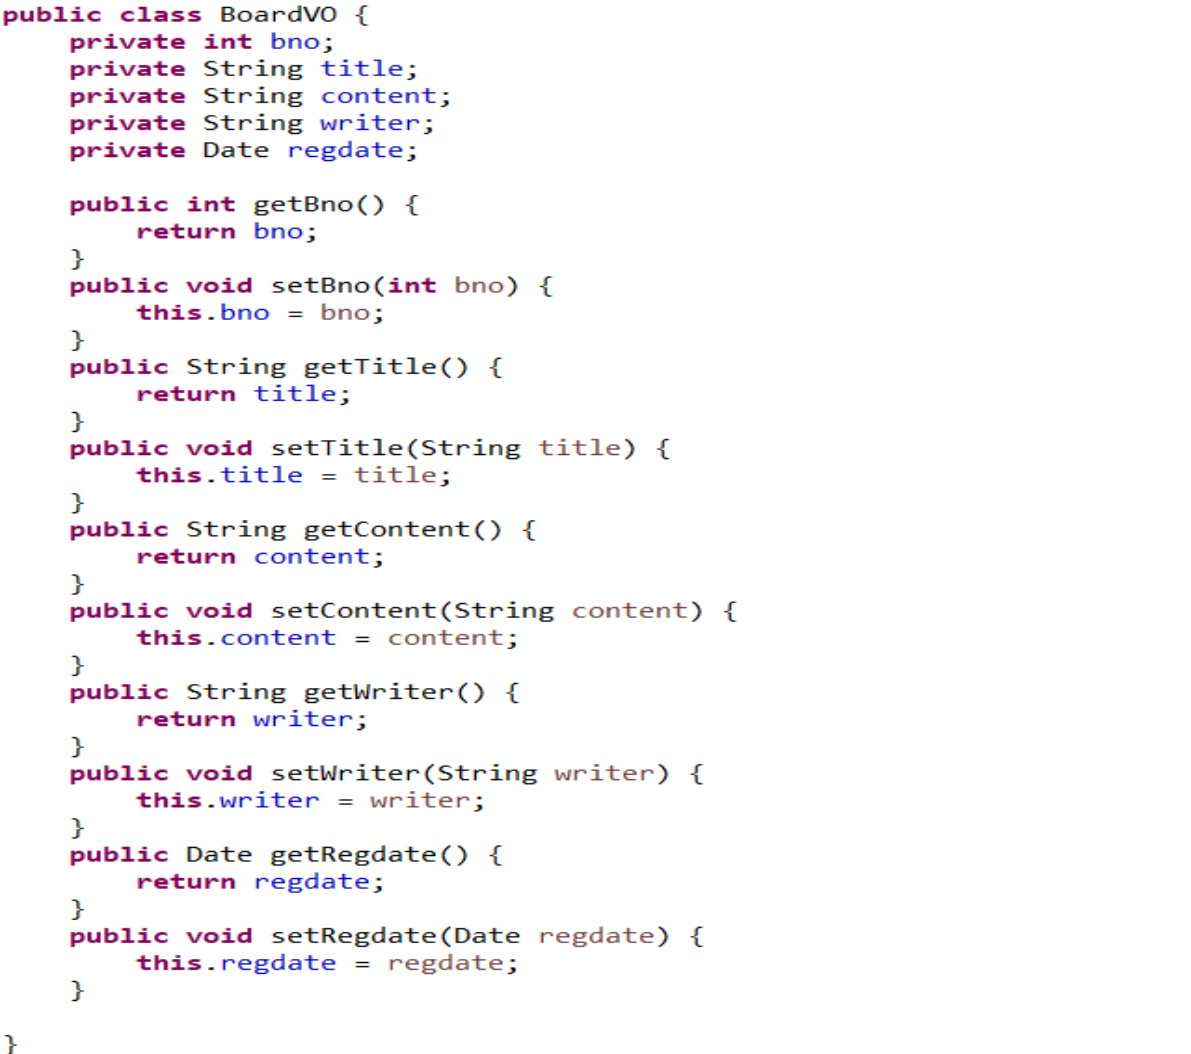 public class BoardVO {
    private int bno;
    private String title;
    private String content;
    private String writer;
    private Date regdate;

    public int getBno() {
        return bno;
    }
    public void setBno(int bno) {
        this.bno = bno;
    }
    public String getTitle() {
        return title;
    }
    public void setTitle(String title) {
        this.title = title;
    }
    public String getContent() {
        return content;
    }
    public void setContent(String content) {
        this.content = content;
    }
    public String getWriter() {
        return writer;
    }
    public void setWriter(String writer) {
        this.writer = writer;
    }
    public Date getRegdate() {
        return regdate;
    }
    public void setRegdate(Date regdate) {
        this.regdate = regdate;
    }

}